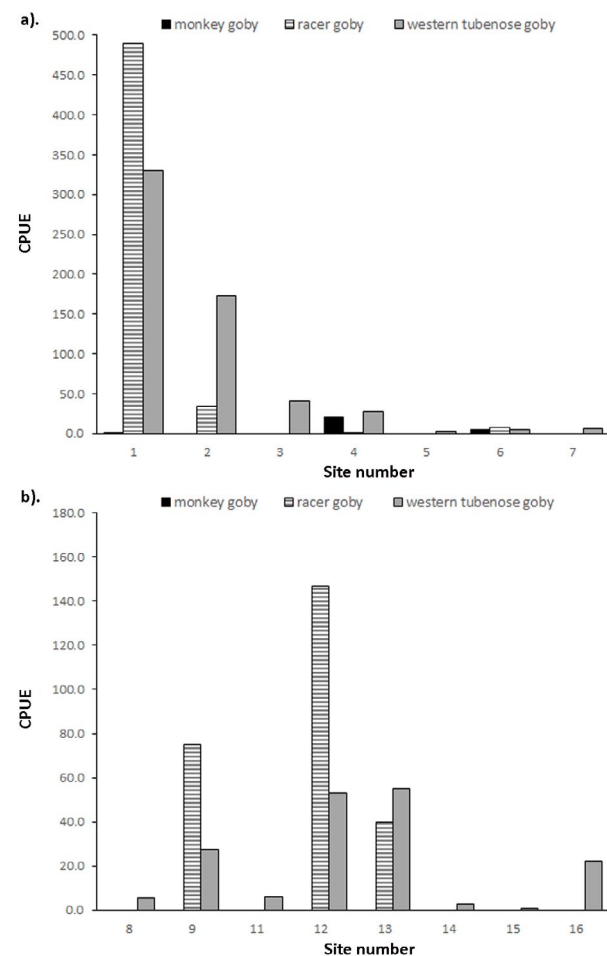 a).
monkey goby racer goby western tubenose goby
500.0
450.0
400.0
350.0
300.0
250.0
200.0
150.0
100.0
50.0
0.0
CPUE
1 2 3 4 5 6 7
Site number
b).
monkey goby racer goby western tubenose goby
180.0
160.0
140.0
120.0
100.0
80.0
60.0
40.0
20.0
0.0
CPUE
8 9 11 12 13 14 15 16
Site number